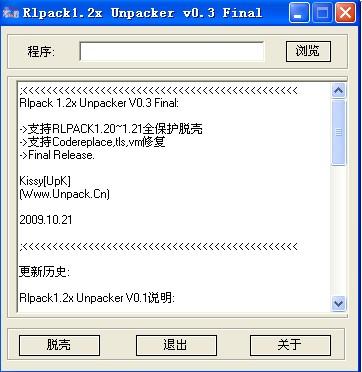 Rlpack1.2x Unpacker v0.3 Final
程序:
浏览
;<<<<<<<<<<<<<<<<<<<<<<<<<<<<<<<<<<<<<<<<<<
Rlpack 1.2x Unpacker V0.3 Final:
->支持RLPACK1.20~1.21全保护脱壳
->支持Codereplace,tls,vm修复
->Final Release.
Kissy[UpK]
(Www.Unpack.Cn)
2009.10.21
;<<<<<<<<<<<<<<<<<<<<<<<<<<<<<<<<<<<<<<<<<<
更新历史:
Rlpack1.2x Unpacker V0.1说明:
脱壳
退出
关于